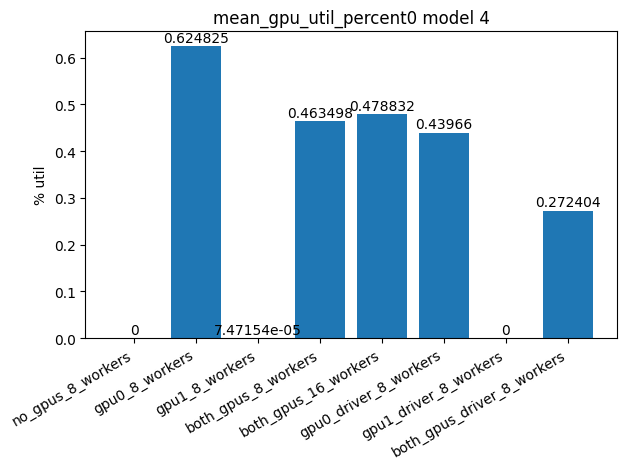 mean_gpu_util_percent0 model 4
% util
0.6
0.5
0.4
0.3
0.2
0.1
0.0
0
0.624825
7.47154e-05
0.463498
0.478832
0.43966
0
0.272404
no_gpus_8_workers
gpu0_8_workers
gpu1_8_workers
both_gpus_8_workers
both_gpus_16_workers
gpu0_driver_8_workers
gpu1_driver_8_workers
both_gpus_driver_8_workers